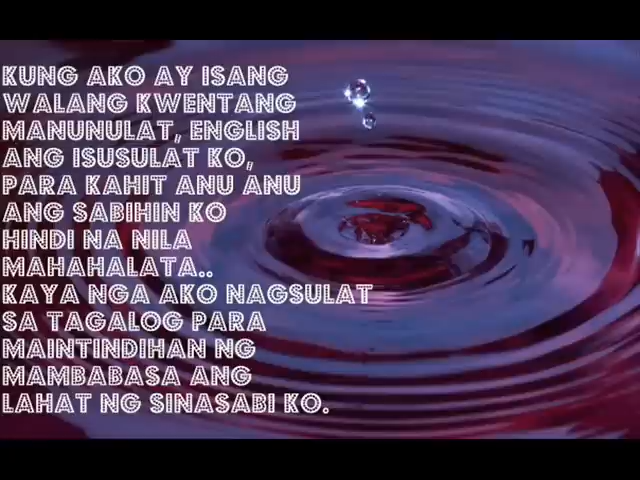 KUNG AKO AY ISANG
WALANG KWENTANG
MANUNULAT, ENGLISH
ANG ISUSULAT KO,
PARA KAHIT ANU ANU
ANG SABIHIN KO
HINDI NA NILA
MAHAHALATA..
KAYA NGA AKO NAGSULAT
SA TAGALOG PARA
MAINTINDIHAN NG
MAMBABASA ANG
LAHAT NG SINASABI KO.